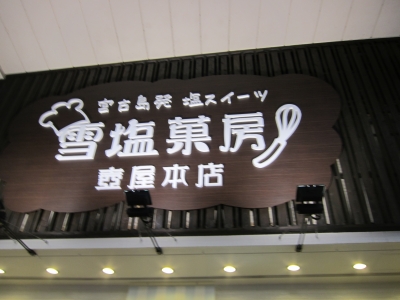 宮古島発 塩スイーツ
雪塩菓房
壺屋本店